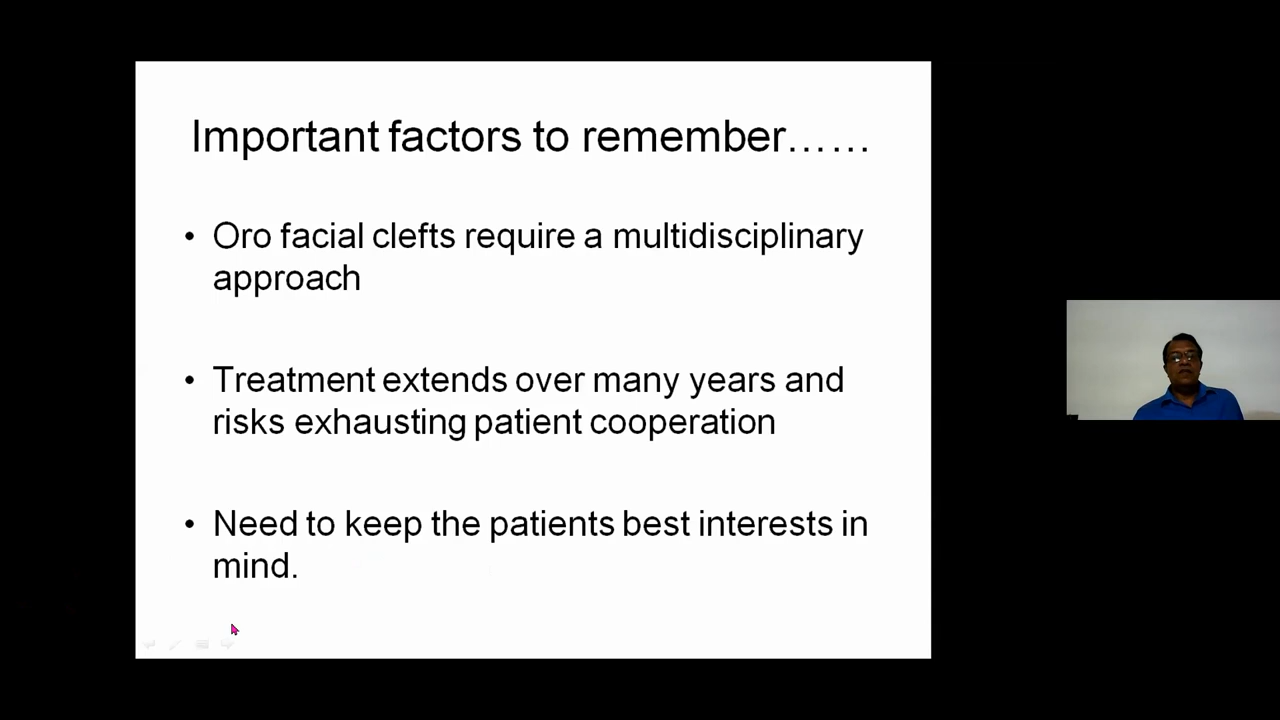 Important factors to remember……
• Oro facial clefts require a multidisciplinary
approach
• Treatment extends over many years and
risks exhausting patient cooperation
• Need to keep the patients best interests in
mind.